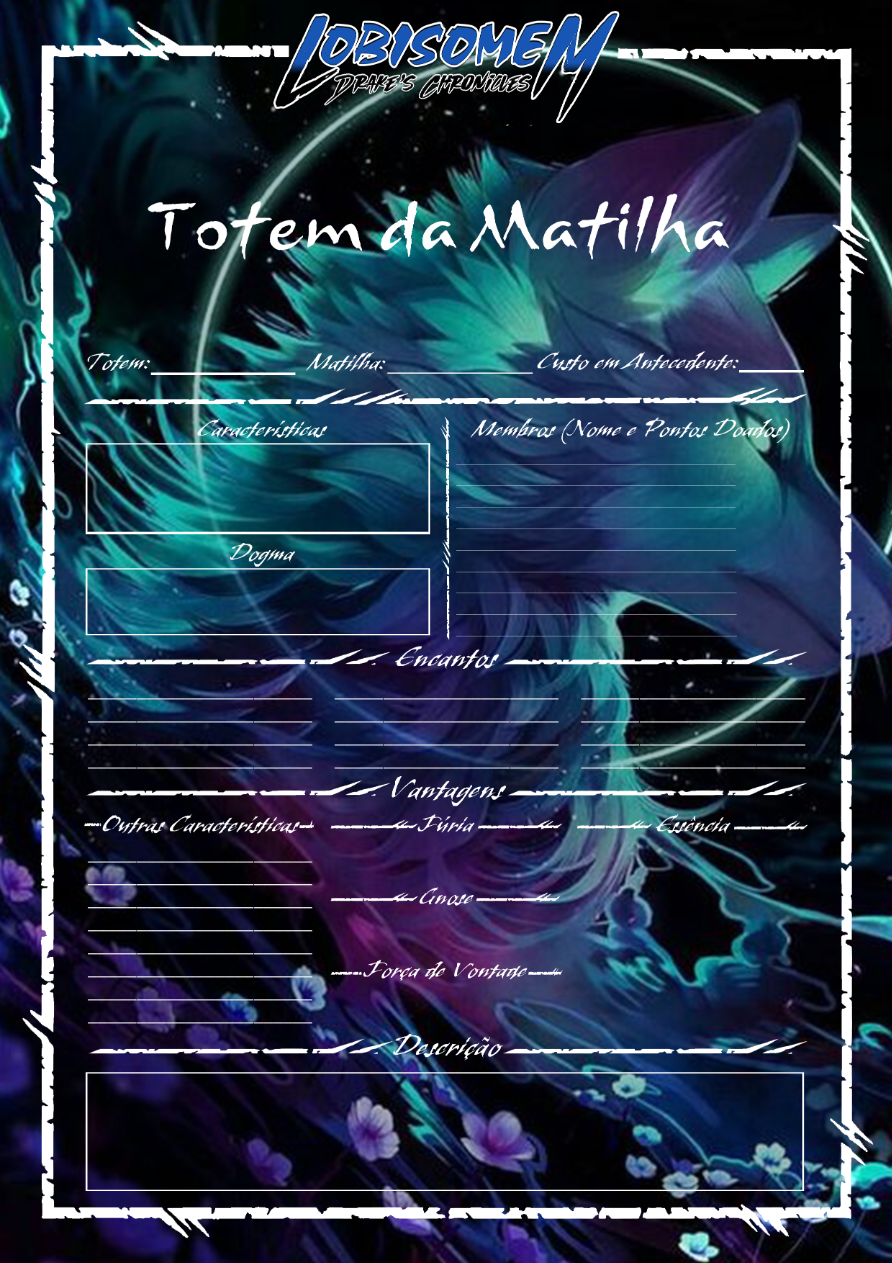 LOBISOMEM
DRAKE'S CHRONICLES
Totem da Matilha
Totem: Matilha: Custo em Antecedente:
Características
Membros (Nome e Pontos Doados)
Dogma
Encantos
Vantagens
Outras Características
Fúria
Essência
Gnose
Força de Vontade
Descrição